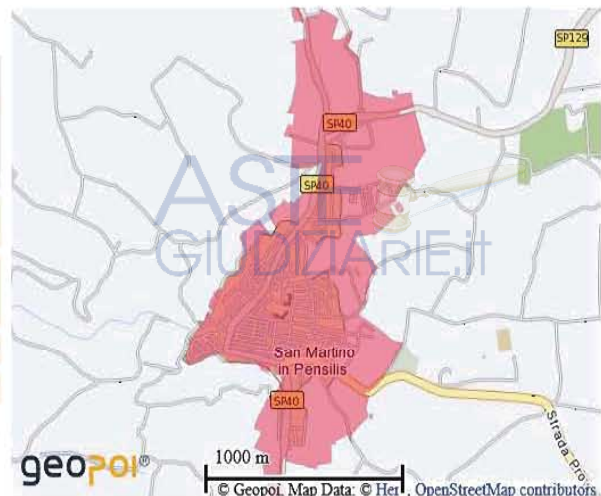 SP129
SP40
SP40
ASTE
GIUDIZIARIE.it
San Martino
in Pensilis
SP40
Strada Pro
geopoi®
1000 m
© Geopoi, Map Data: © Her , OpenStreetMap contributors